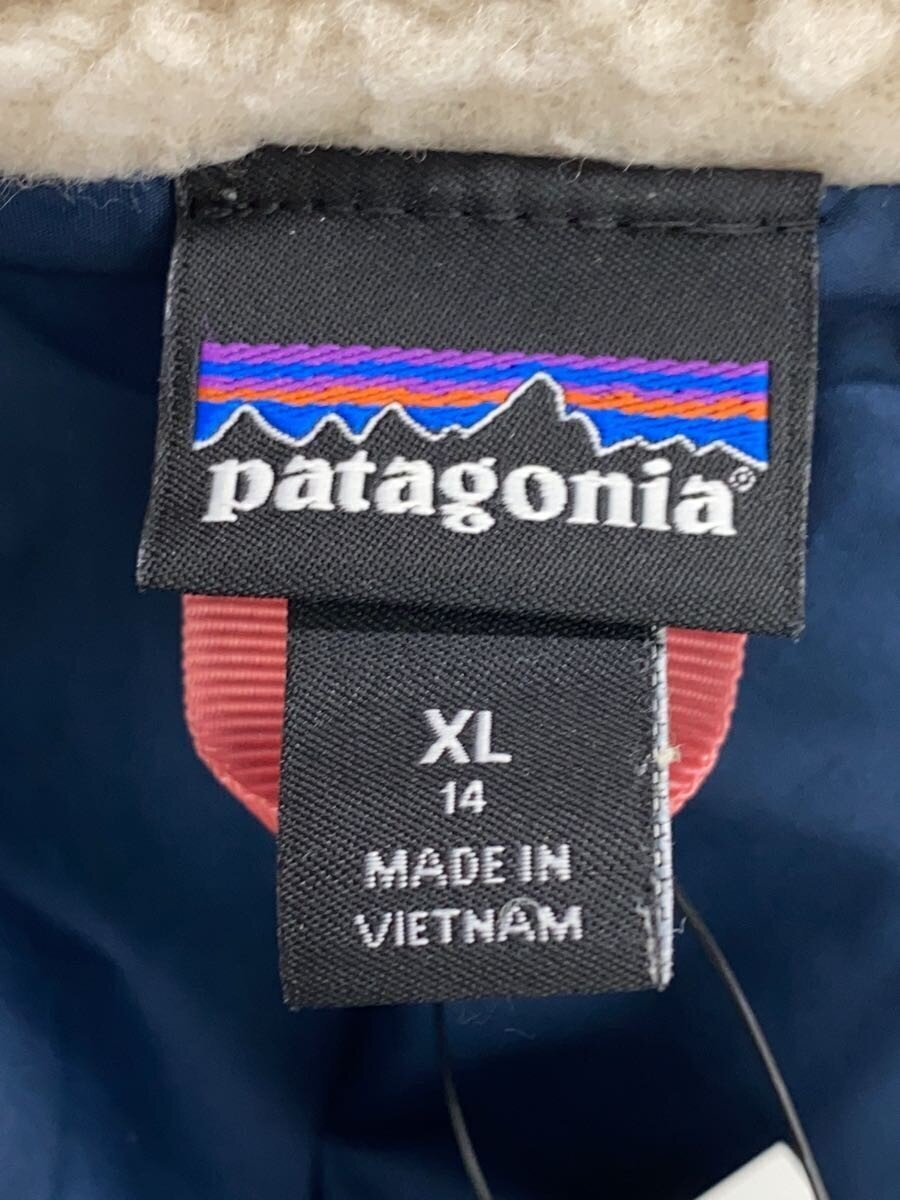 patagonia®
XL
14
MADE IN
VIETNAM